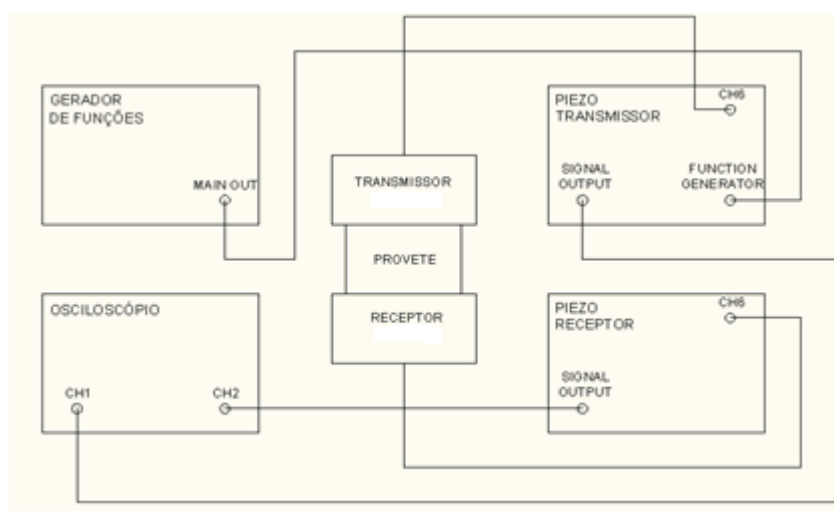 GERADOR
DE FUNÇÕES
MAIN OUT
PIEZO
TRANSMISSOR
CH6
SIGNAL
OUTPUT
FUNCTION
GENERATOR
TRANSMISSOR
PROVETE
RECEPTOR
OSCILOSCÓPIO
CH1
CH2
PIEZO
RECEPTOR
CH6
SIGNAL
OUTPUT